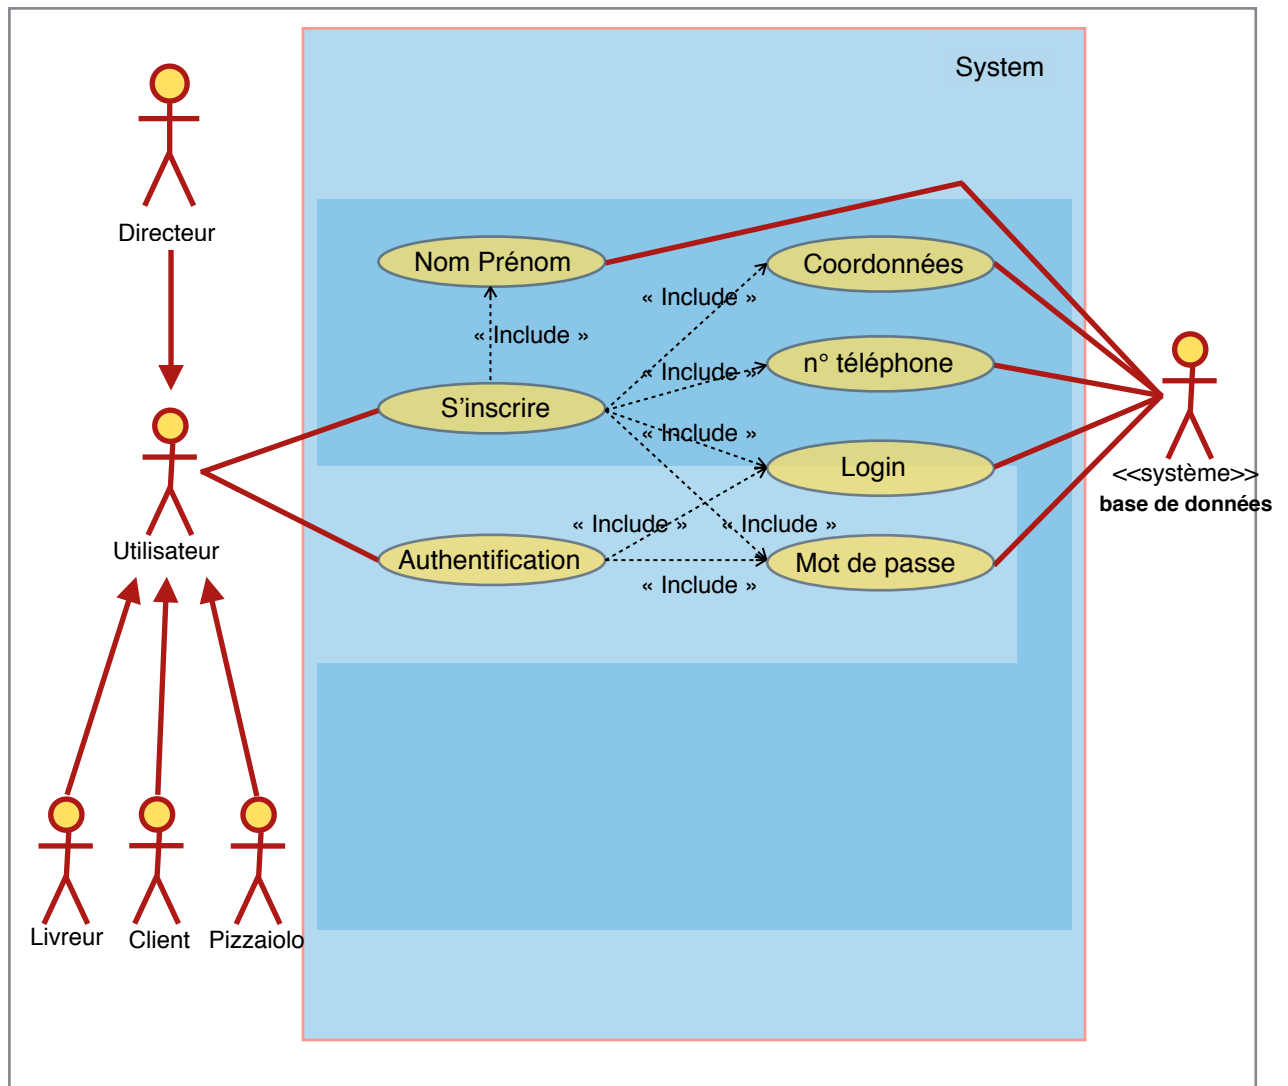 System
Directeur
Nom Prénom
Coordonnées
« Include »
« Include »
« Include »
n° téléphone
S’inscrire
« Include »
Login
<<système>>
base de données
Utilisateur
« Include »
« Include »
Authentification
Mot de passe
« Include »
Livreur
Client
Pizzaiolo